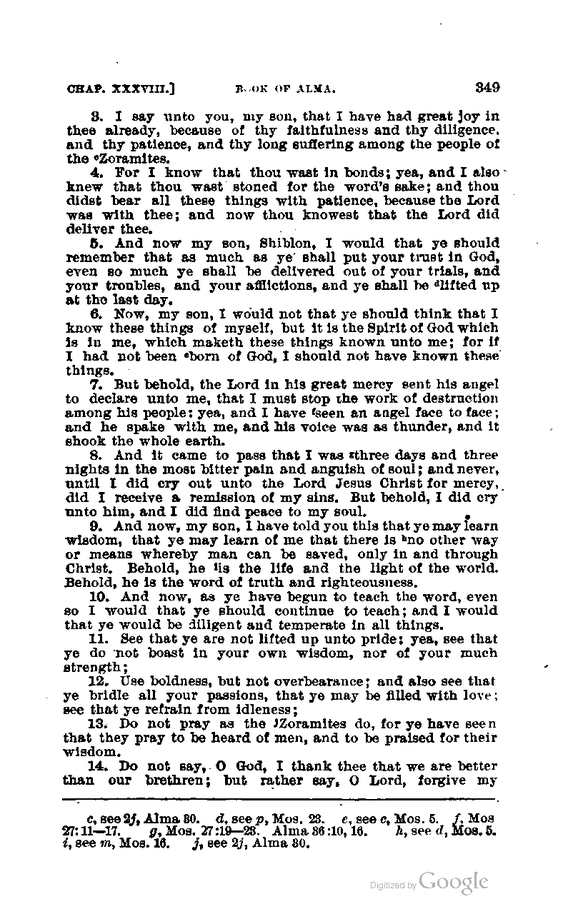 CHAP. XXXVIII.] BOOK OF ALMA. 349
3. I say unto you, my son, that I have had great joy in
thee already, because of thy faithfulness and thy diligence,
and thy patience, and thy long suffering among the people of
the ᶜZoramites.
4. For I know that thou wast in bonds; yea, and I also
knew that thou wast stoned for the word's sake; and thou
didst bear all these things with patience, because the Lord
was with thee; and now thou knowest that the Lord did
deliver thee.
5. And now my son, Shiblon, I would that ye should
remember that as much as ye shall put your trust in God,
even so much ye shall be delivered out of your trials, and
your troubles, and your afflictions, and ye shall be ᵈlifted up
at the last day.
6. Now, my son, I would not that ye should think that I
know these things of myself, but it is the Spirit of God which
is in me, which maketh these things known unto me; for if
I had not been ᵉborn of God, I should not have known these
things.
7. But behold, the Lord in his great mercy sent his angel
to declare unto me, that I must stop the work of destruction
among his people; yea, and I have ᶠseen an angel face to face;
and he spake with me, and his voice was as thunder, and it
shook the whole earth.
8. And it came to pass that I was ᵍthree days and three
nights in the most bitter pain and anguish of soul; and never,
until I did cry out unto the Lord Jesus Christ for mercy,
did I receive a remission of my sins. But behold, I did cry
unto him, and I did find peace to my soul.
9. And now, my son, I have told you this that ye may learn
wisdom, that ye may learn of me that there is ʰno other way
or means whereby man can be saved, only in and through
Christ. Behold, he ⁱis the life and the light of the world.
Behold, he is the word of truth and righteousness.
10. And now, as ye have begun to teach the word, even
so I would that ye should continue to teach; and I would
that ye would be diligent and temperate in all things.
11. See that ye are not lifted up unto pride; yea, see that
ye do not boast in your own wisdom, nor of your much
strength;
12. Use boldness, but not overbearance; and also see that
ye bridle all your passions, that ye may be filled with love;
see that ye refrain from idleness;
13. Do not pray as the ʲZoramites do, for ye have seen
that they pray to be heard of men, and to be praised for their
wisdom.
14. Do not say, O God, I thank thee that we are better
than our brethren; but rather say, O Lord, forgive my
c, see 2j, Alma 30. d, see p, Mos. 23. e, see c, Mos. 5. f, Mos
27:11—17. g, Mos. 27:19—23. Alma 36:10, 16. h, see d, Mos. 5.
i, see m, Mos. 16. j, see 2j, Alma 30.
Digitized by Google